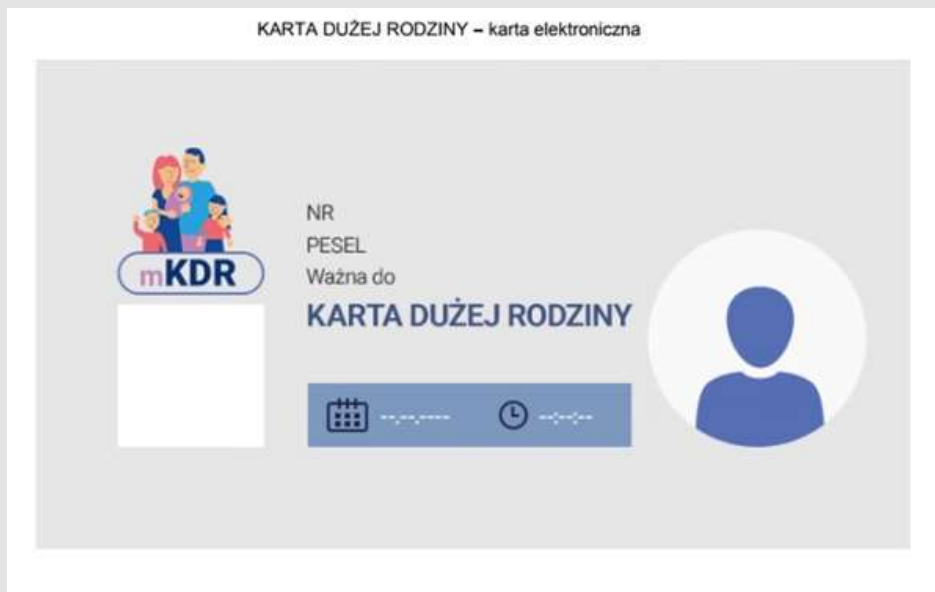 KARTA DUŻEJ RODZINY – karta elektroniczna
mKDR
NR
PESEL
Ważna do
KARTA DUŻEJ RODZINY
--.--.---- --:--:--